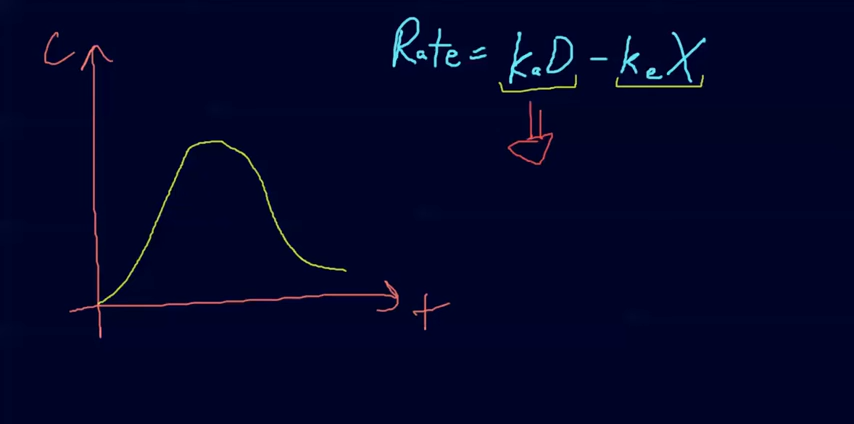 C
Rate = kₐD - kₑX
t